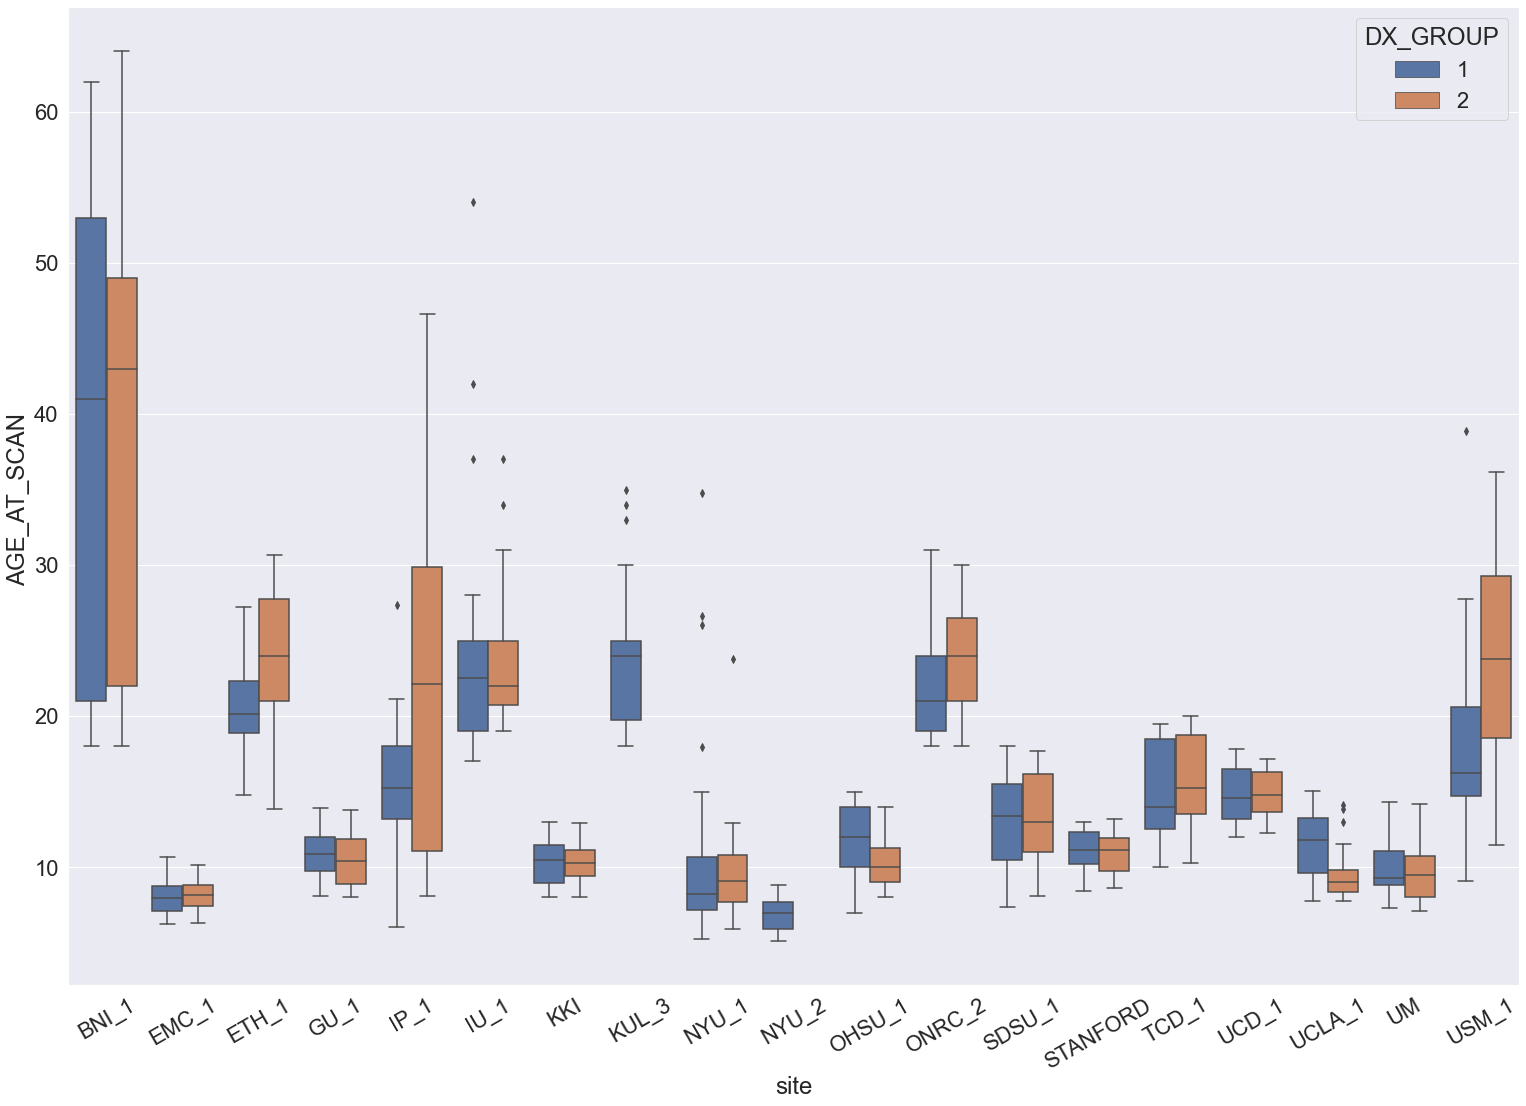 DX_GROUP
1
2
60
50
40
30
20
10
AGE_AT_SCAN
BNI_1 EMC_1 ETH_1 GU_1 IP_1 IU_1 KKI KUL_3 NYU_1 NYU_2 OHSU_1 ONRC_2 SDSU_1 STANFORD TCD_1 UCD_1 UCLA_1 UM USM_1
site